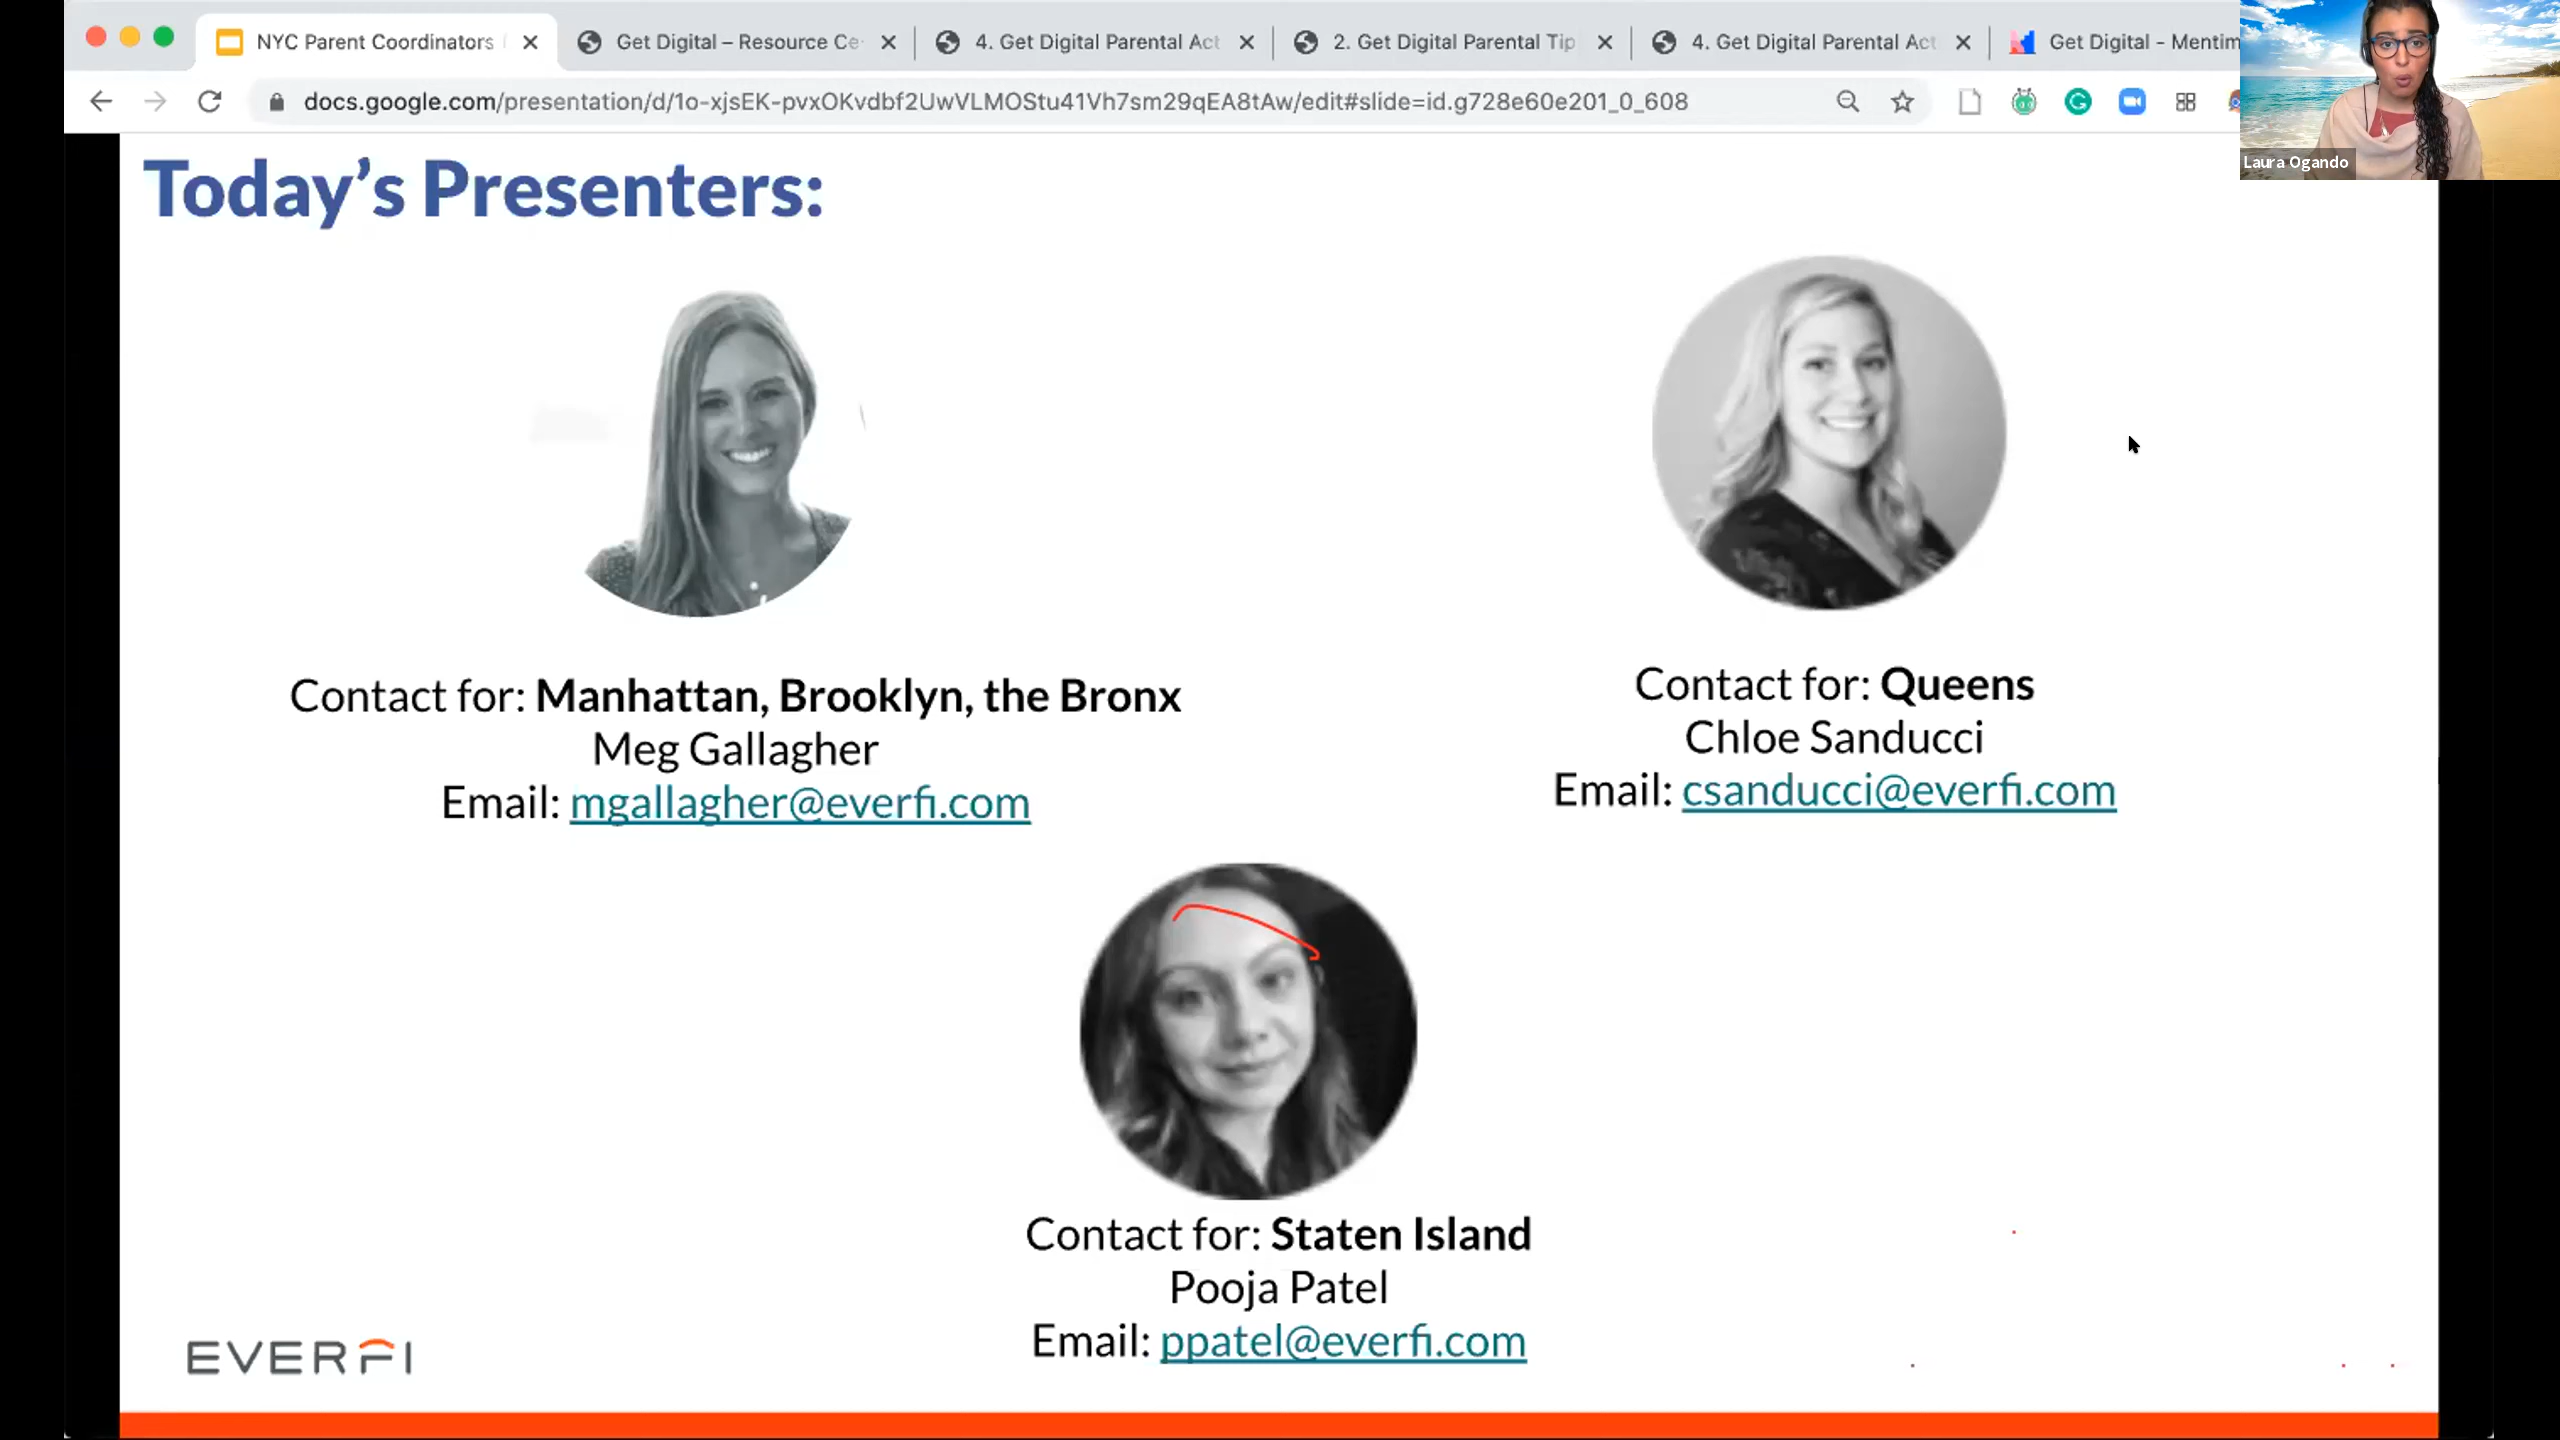 NYC Parent Coordinators
Get Digital – Resource Ce
4. Get Digital Parental Act
2. Get Digital Parental Tip
4. Get Digital Parental Act
Get Digital - Mentim
docs.google.com/presentation/d/1o-xjsEK-pvxOKvdbf2UwVLMOStu41Vh7sm29qEA8tAw/edit#slide=id.g728e60e201_0_608
Laura Ogando
Today’s Presenters:
Contact for: Manhattan, Brooklyn, the Bronx
Meg Gallagher
Email: mgallagher@everfi.com
Contact for: Queens
Chloe Sanducci
Email: csanducci@everfi.com
Contact for: Staten Island
Pooja Patel
Email: ppatel@everfi.com
EVERFI